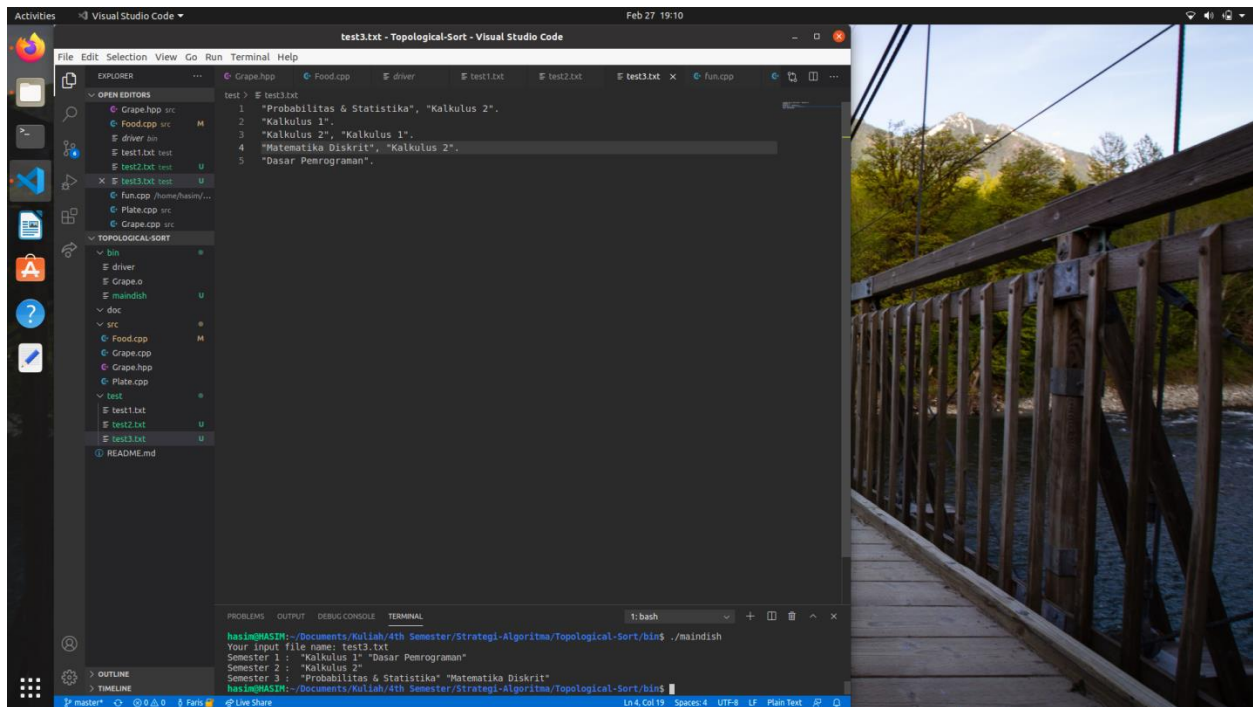 Activities
Visual Studio Code
Feb 27 19:10
test3.txt - Topological-Sort - Visual Studio Code
File Edit Selection View Go Run Terminal Help
EXPLORER
Grape.hpp
Food.cpp
driver
test1.txt
test2.txt
test3.txt
fun.cpp
OPEN EDITORS
Grape.hpp src
Food.cpp src M
driver bin
test1.txt test
test2.txt test U
test3.txt test U
fun.cpp /home/hasim/...
Plate.cpp src
Grape.cpp src
TOPOLOGICAL-SORT
bin
driver
Grape.o
maindish U
doc
src
Food.cpp M
Grape.cpp
Grape.hpp
Plate.cpp
test
test1.txt
test2.txt U
test3.txt U
README.md
OUTLINE
TIMELINE
test > test3.txt
1 "Probabilitas & Statistika", "Kalkulus 2".
2 "Kalkulus 1".
3 "Kalkulus 2", "Kalkulus 1".
4 "Matematika Diskrit", "Kalkulus 2".
5 "Dasar Pemrograman".
PROBLEMS OUTPUT DEBUG CONSOLE TERMINAL
1: bash
hasim@HASIM:~/Documents/Kuliah/4th Semester/Strategi-Algoritma/Topological-Sort/bin$ ./maindish
Your input file name: test3.txt
Semester 1 : "Kalkulus 1" "Dasar Pemrograman"
Semester 2 : "Kalkulus 2"
Semester 3 : "Probabilitas & Statistika" "Matematika Diskrit"
hasim@HASIM:~/Documents/Kuliah/4th Semester/Strategi-Algoritma/Topological-Sort/bin$
master* 0 0 0 Faris Live Share
Ln 4, Col 19 Spaces: 4 UTF-8 LF Plain Text